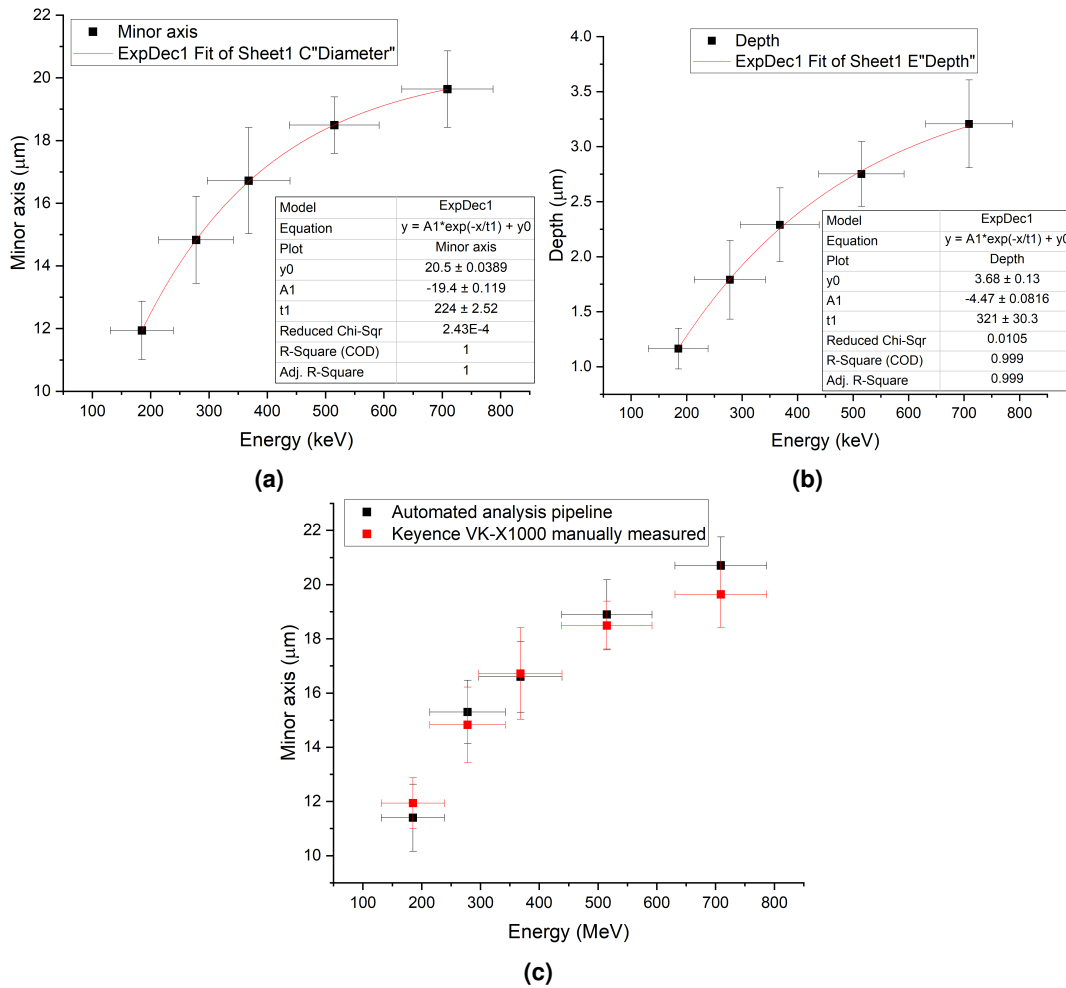 Minor axis
ExpDec1 Fit of Sheet1 C"Diameter"
20
18
16
14
12
10
Minor axis (μm)
Model ExpDec1
Equation y = A1*exp(-x/t1) + y0
Plot Minor axis
y0 20.5 ± 0.0389
A1 -19.4 ± 0.119
t1 224 ± 2.52
Reduced Chi-Sqr 2.43E-4
R-Square (COD) 1
Adj. R-Square 1
100 200 300 400 500 600 700 800
Energy (keV)
(a)
Depth
ExpDec1 Fit of Sheet1 E"Depth"
4.0
3.5
3.0
2.5
2.0
1.5
1.0
Depth (μm)
Model ExpDec1
Equation y = A1*exp(-x/t1) + y0
Plot Depth
y0 3.68 ± 0.13
A1 -4.47 ± 0.0816
t1 321 ± 30.3
Reduced Chi-Sqr 0.0105
R-Square (COD) 0.999
Adj. R-Square 0.999
100 200 300 400 500 600 700 800
Energy (keV)
(b)
Automated analysis pipeline
Keyence VK-X1000 manually measured
22
20
18
16
14
12
10
Minor axis (μm)
100 200 300 400 500 600 700 800
Energy (MeV)
(c)